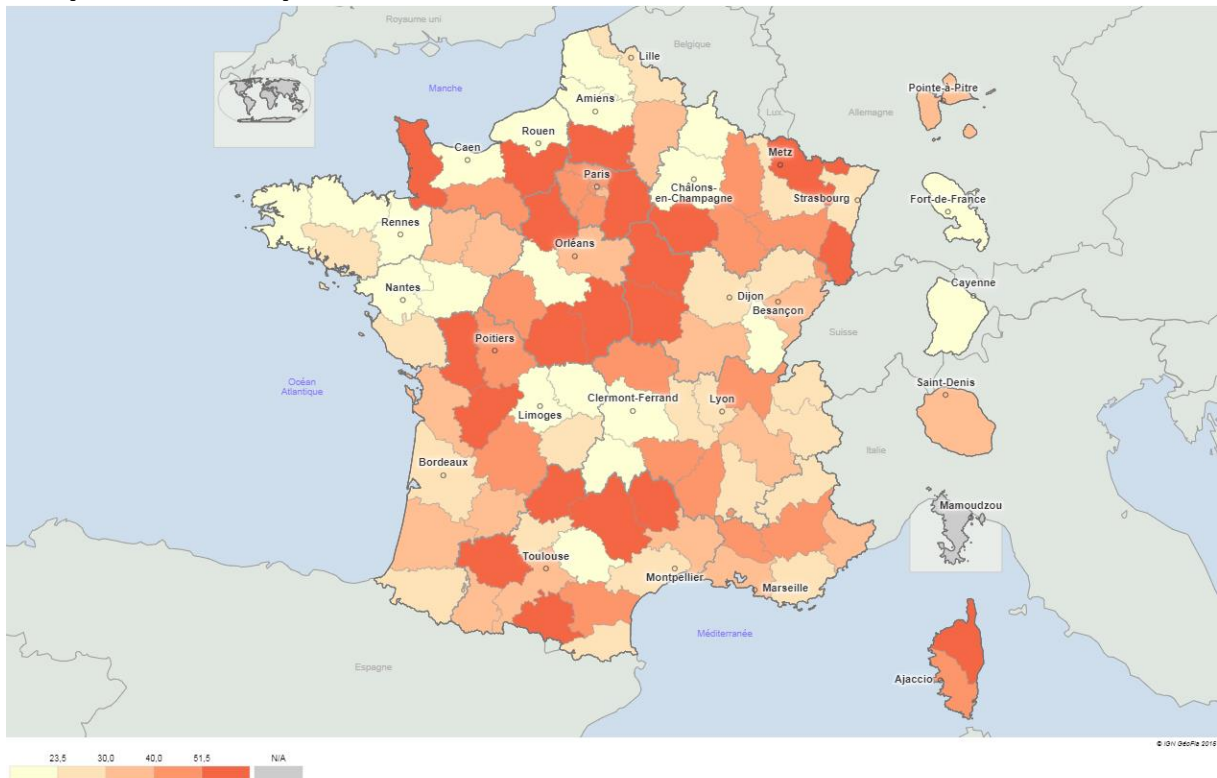 Royaume uni
Belgique
Lille
Manche
Amiens
Lux.
Allemagne
Pointe-à-Pitre
Rouen
Caen
Metz
Paris
Châlons-
en-Champagne
Strasbourg
Fort-de-France
Rennes
Orléans
Nantes
Dijon
Besançon
Cayenne
Suisse
Poitiers
Océan
Atlantique
Saint-Denis
Clermont-Ferrand
Lyon
Limoges
Italie
Bordeaux
Mamoudzou
Toulouse
Montpellier
Marseille
Méditerranée
Espagne
Ajaccio
© IGN GéoFla 2015
23,5 30,0 40,0 51,5 N/A